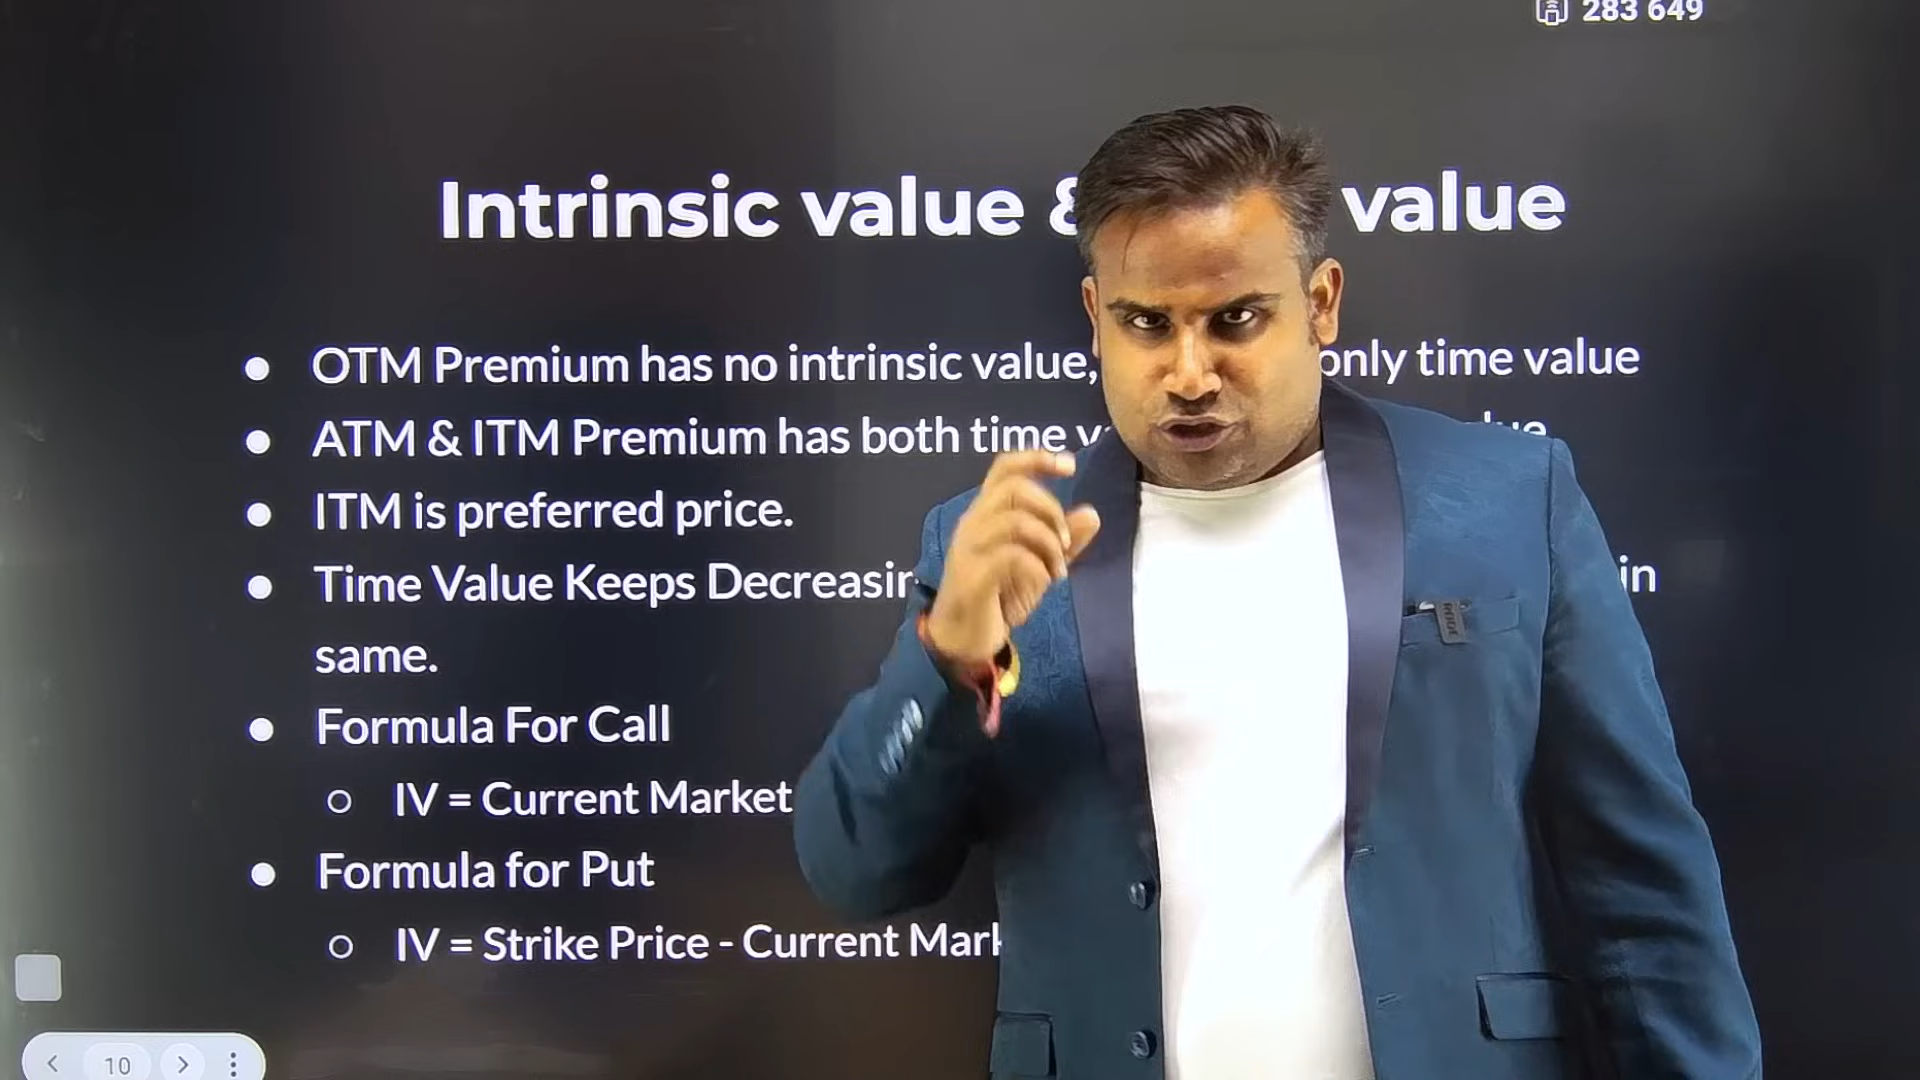 283 649
Intrinsic value & value
OTM Premium has no intrinsic value, only time value
ATM & ITM Premium has both time
ITM is preferred price.
Time Value Keeps in
same.
Formula For Call
IV = Current Market
Formula for Put
IV = Strike Price - Current
10